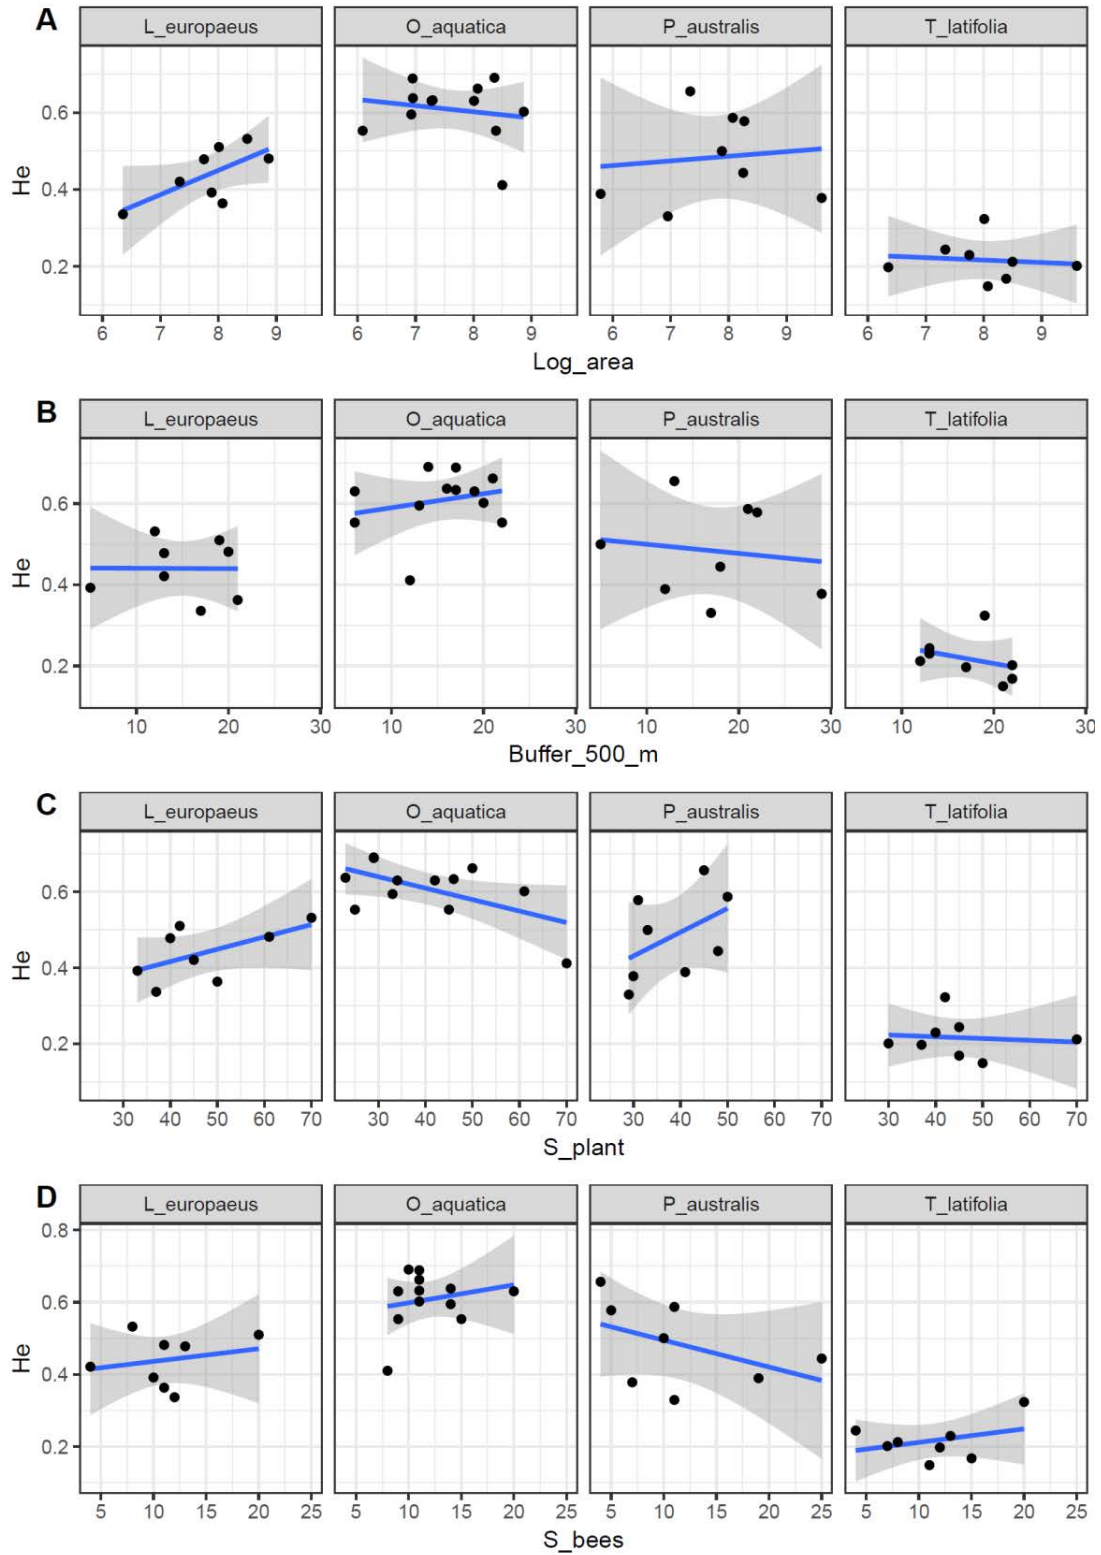 A
L_europaeus O_aquatica P_australis T_latifolia
He
0.6
0.4
0.2
6 7 8 9 6 7 8 9 6 7 8 9 6 7 8 9
Log_area
B
L_europaeus O_aquatica P_australis T_latifolia
He
0.6
0.4
0.2
10 20 30 10 20 30 10 20 30 10 20 30
Buffer_500_m
C
L_europaeus O_aquatica P_australis T_latifolia
He
0.6
0.4
0.2
30 40 50 60 70 30 40 50 60 70 30 40 50 60 70 30 40 50 60 70
S_plant
D
L_europaeus O_aquatica P_australis T_latifolia
He
0.8
0.6
0.4
0.2
5 10 15 20 25 5 10 15 20 25 5 10 15 20 25 5 10 15 20 25
S_bees